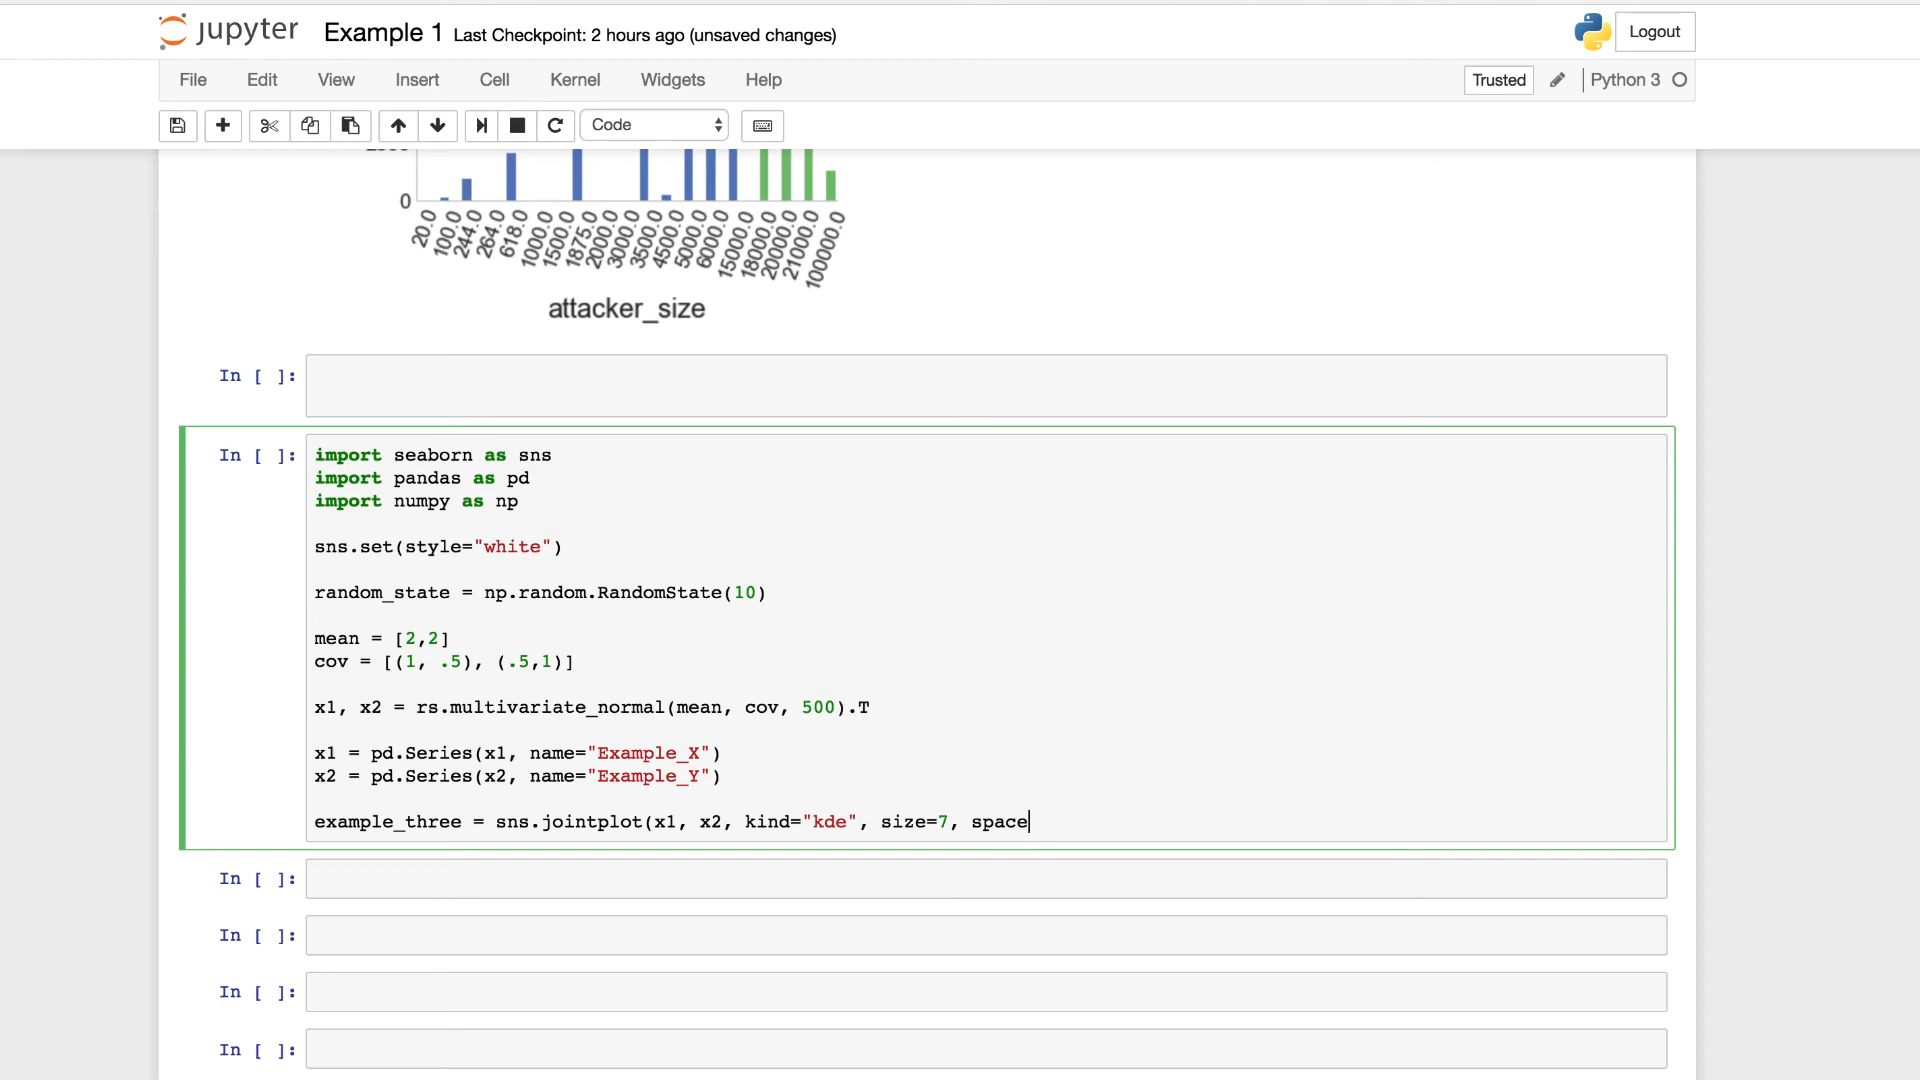 jupyter Example 1 Last Checkpoint: 2 hours ago (unsaved changes) Logout
File Edit View Insert Cell Kernel Widgets Help Trusted Python 3
Code
0
20.0 100.0 244.0 264.0 618.0 1000.0 1500.0 1875.0 2000.0 3000.0 3500.0 4500.0 5000.0 6000.0 15000.0 18000.0 20000.0 21000.0 100000.0
attacker_size
In [ ]:
In [ ]: import seaborn as sns
import pandas as pd
import numpy as np
sns.set(style="white")
random_state = np.random.RandomState(10)
mean = [2,2]
cov = [(1, .5), (.5,1)]
x1, x2 = rs.multivariate_normal(mean, cov, 500).T
x1 = pd.Series(x1, name="Example_X")
x2 = pd.Series(x2, name="Example_Y")
example_three = sns.jointplot(x1, x2, kind="kde", size=7, space
In [ ]:
In [ ]:
In [ ]:
In [ ]: